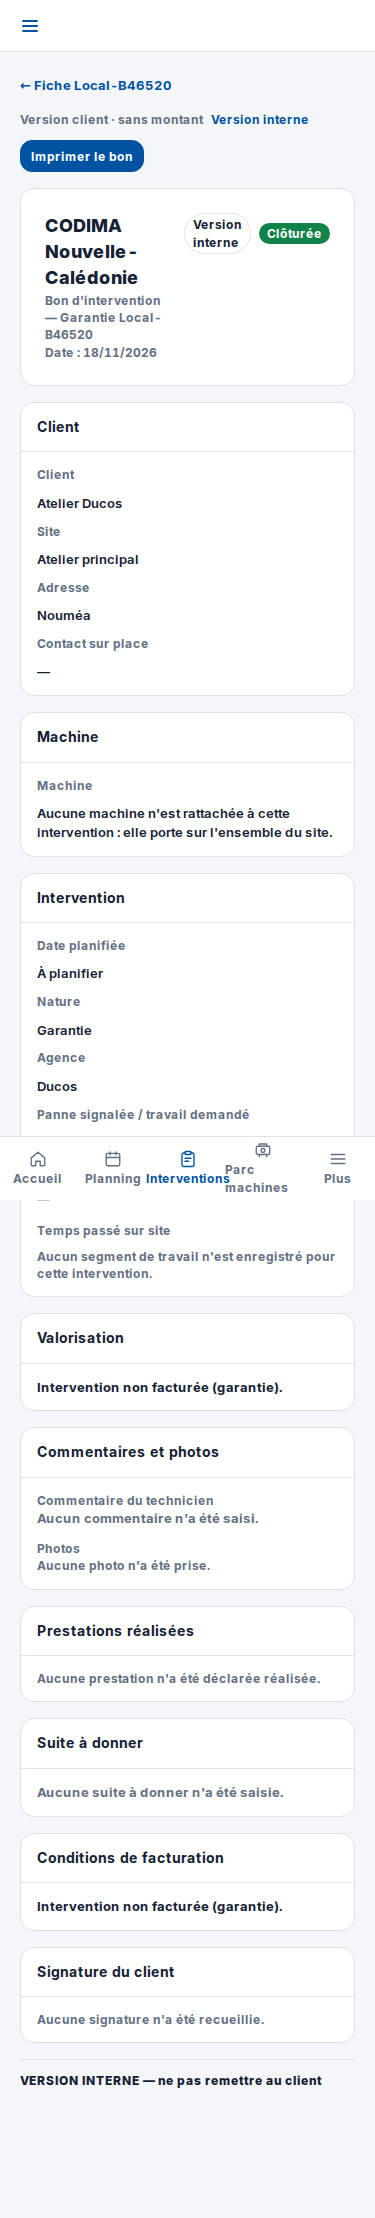 ← Fiche Local-B46520
Version client · sans montant Version interne
Imprimer le bon
CODIMA
Nouvelle-
Calédonie
Bon d'intervention
— Garantie Local-
B46520
Date : 18/11/2026
Version
interne
Clôturée
Client
Client
Atelier Ducos
Site
Atelier principal
Adresse
Nouméa
Contact sur place
—
Machine
Machine
Aucune machine n'est rattachée à cette
intervention : elle porte sur l'ensemble du site.
Intervention
Date planifiée
À planifier
Nature
Garantie
Agence
Ducos
Panne signalée / travail demandé
Accueil
Planning
Interventions
Parc
machines
Plus
—
Temps passé sur site
Aucun segment de travail n'est enregistré pour
cette intervention.
Valorisation
Intervention non facturée (garantie).
Commentaires et photos
Commentaire du technicien
Aucun commentaire n'a été saisi.
Photos
Aucune photo n'a été prise.
Prestations réalisées
Aucune prestation n'a été déclarée réalisée.
Suite à donner
Aucune suite à donner n'a été saisie.
Conditions de facturation
Intervention non facturée (garantie).
Signature du client
Aucune signature n'a été recueillie.
VERSION INTERNE — ne pas remettre au client